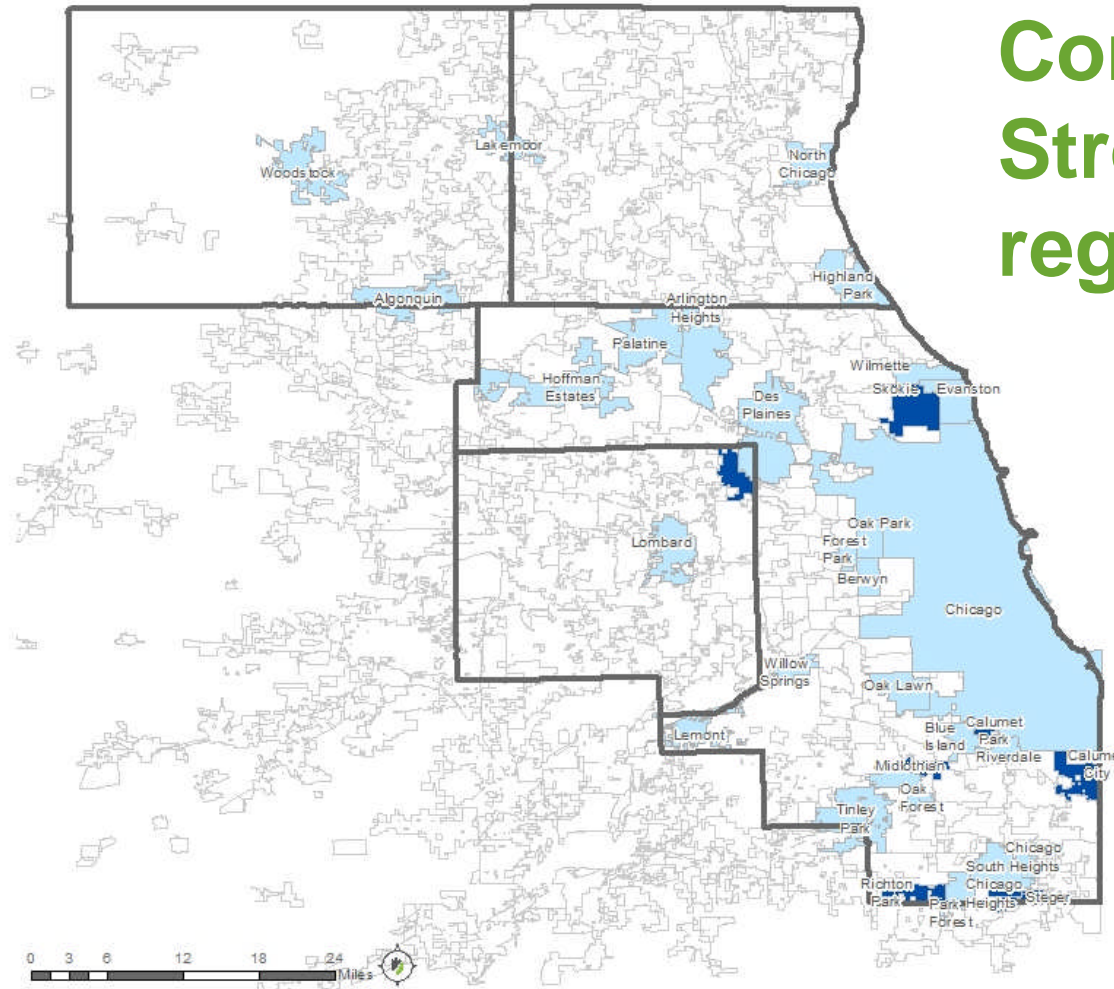 Co
Stre
reg
Woodstock
Lakemoor
North
Chicago
Highland
Park
Algonquin
Arlington
Heights
Palatine
Hoffman
Estates
Wilmette
Skokie
Evanston
Des
Plaines
Lombard
Oak Park
Forest
Park
Berwyn
Chicago
Willow
Springs
Oak Lawn
Lemont
Blue
Island
Calumet
Park
Riverdale
Calume
City
Midlothian
Oak
Forest
Tinley
Park
Chicago
South Heights
Richton
Park
Chicago
Heights
Park
Forest
Steger
0 3 6 12 18 24
Miles